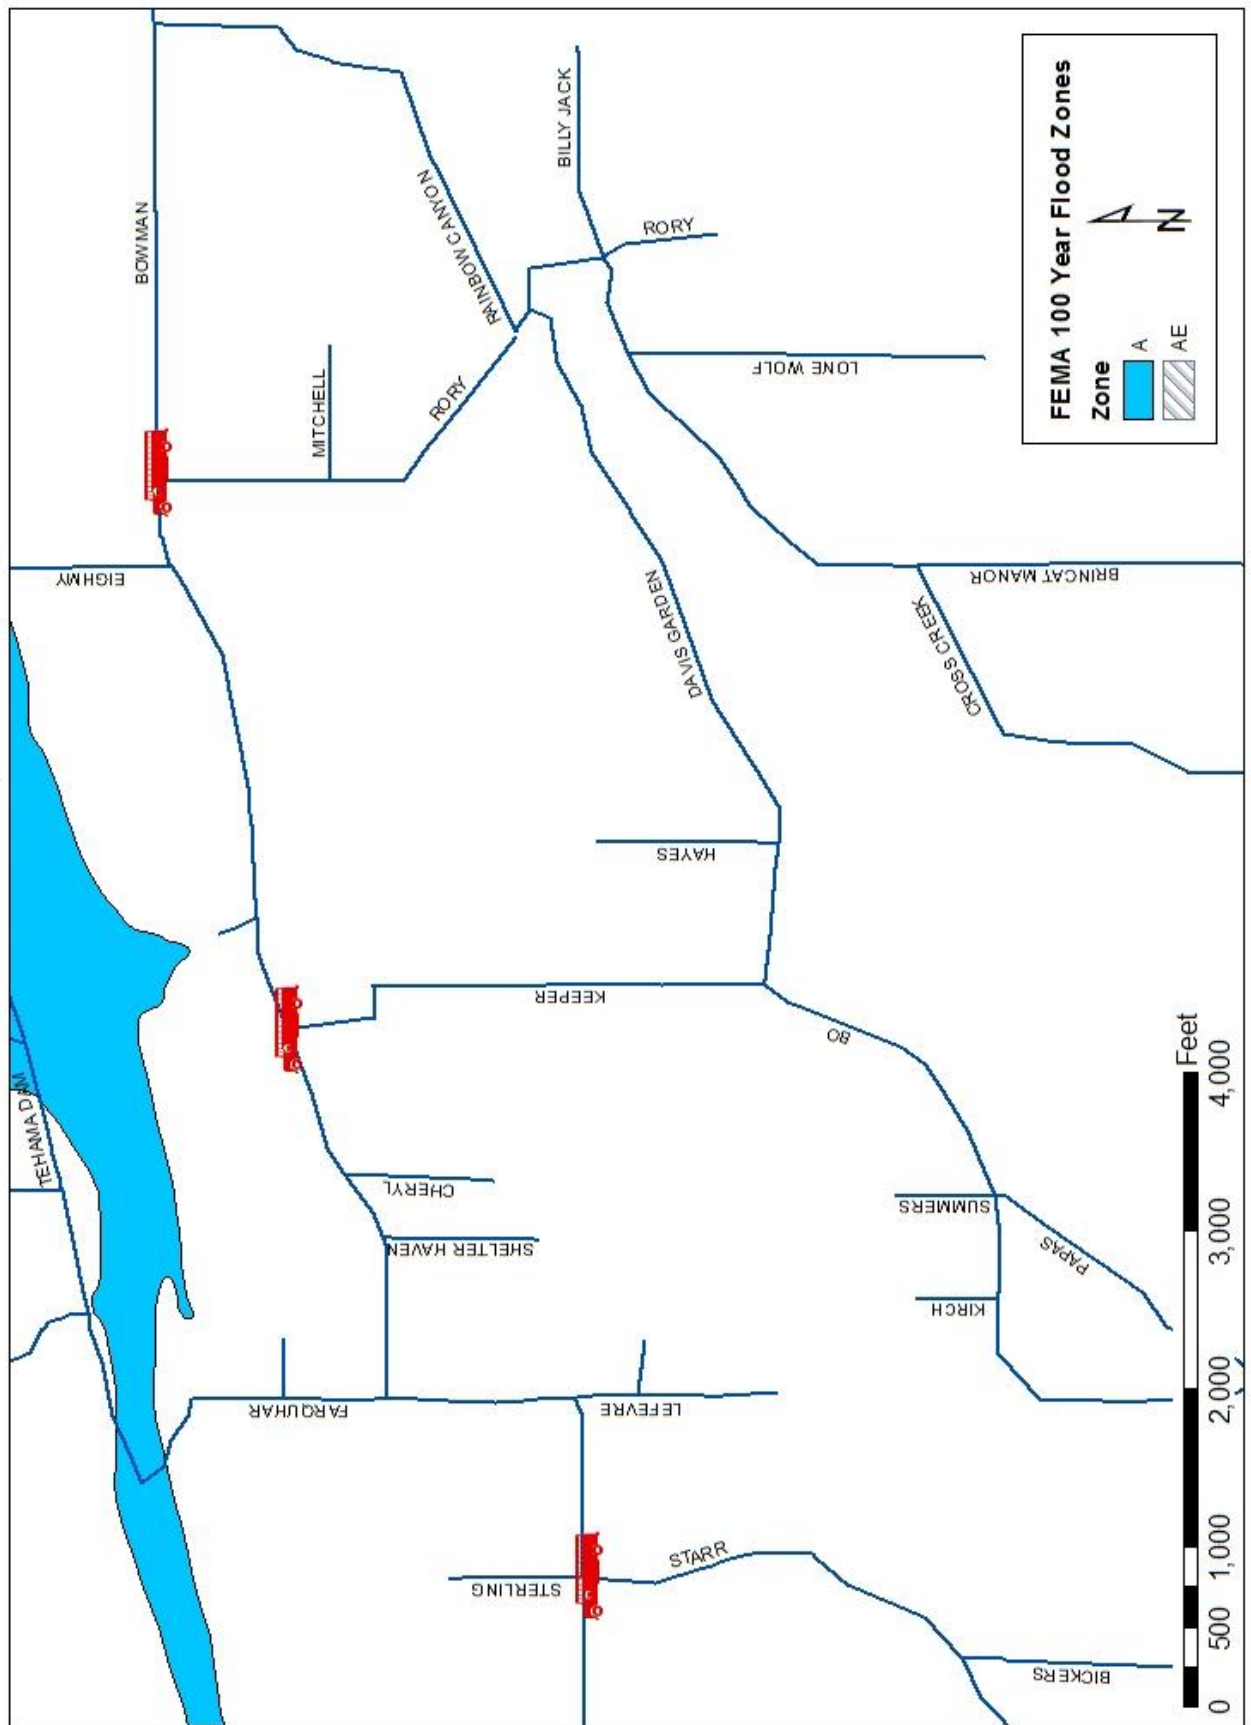 BOWMAN
EIGHMY
RAINBOW CANYON
BILLY JACK
RORY
MITCHELL
RORY
LONE WOLF
DAVIS GARDEN
BRINCAT MANOR
CROSS CREEK
HAYES
KEEPER
BO
TEHAMA DAM
CHERYL
SHELTER HAVEN
SUMMERS
PAPAS
KIRCH
FARQUHAR
LEFEVRE
STERLING
STARR
BICKERS
FEMA 100 Year Flood Zones
Zone
A
AE
N
Feet
0 500 1,000 2,000 3,000 4,000